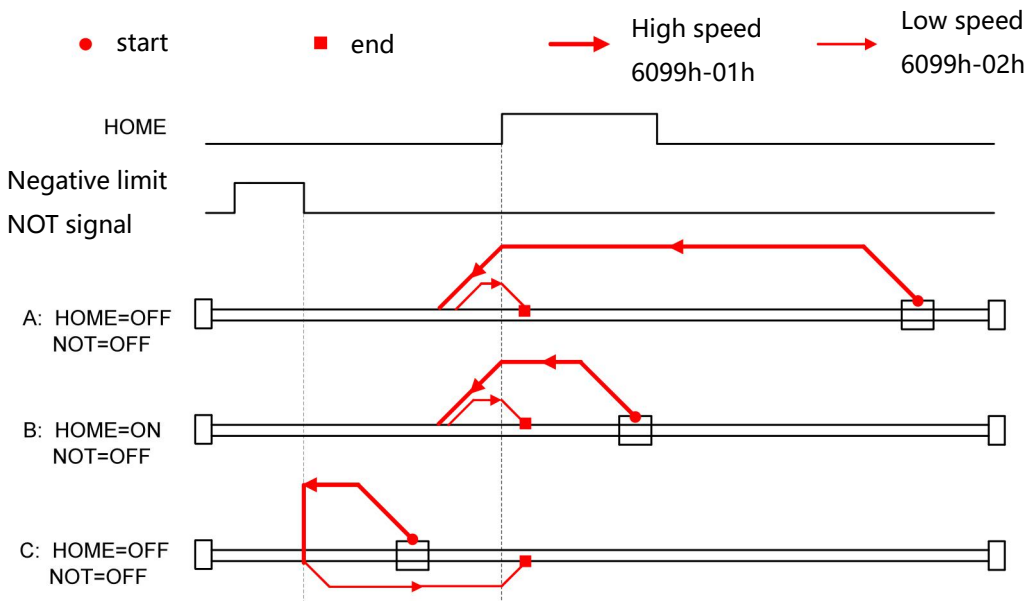 start
end
High speed
6099h-01h
Low speed
6099h-02h
HOME
Negative limit
NOT signal
A: HOME=OFF
NOT=OFF
B: HOME=ON
NOT=OFF
C: HOME=OFF
NOT=OFF